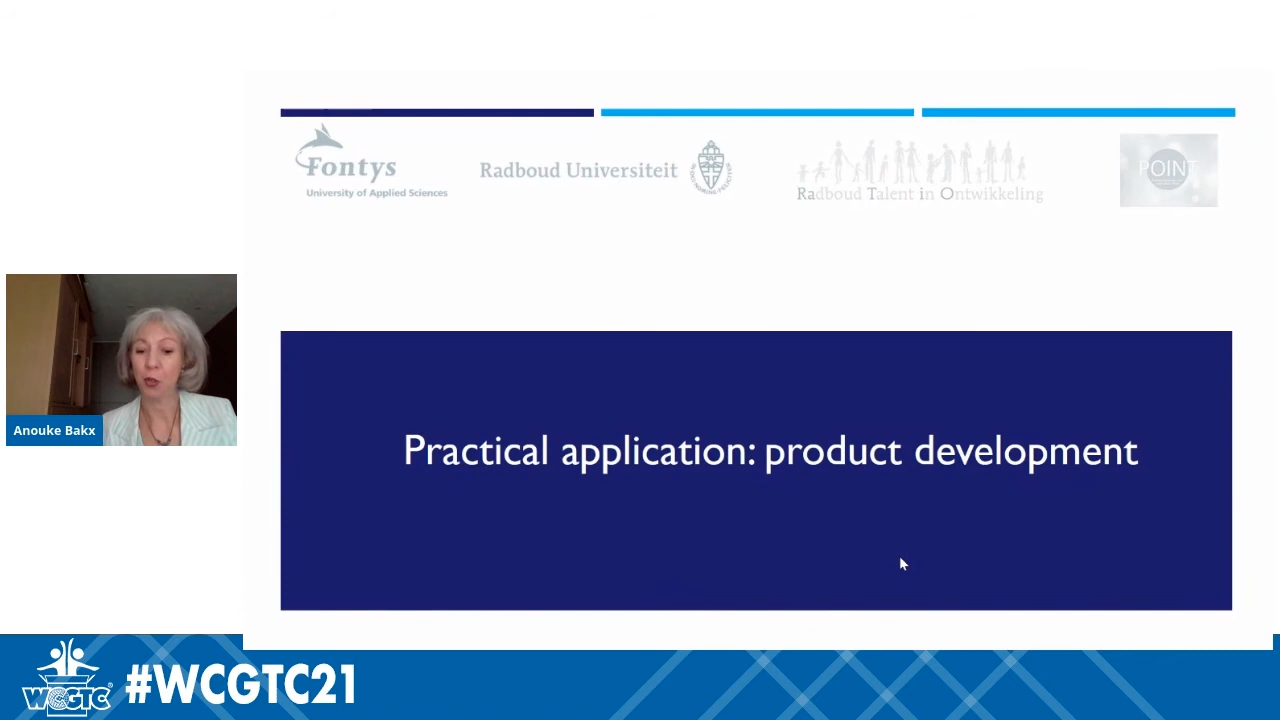 Fontys
University of Applied Sciences
Radboud Universiteit
Radboud Talent in Ontwikkeling
POINT
Practical application: product development
Anouke Bakx
WCGTC
#WCGTC21